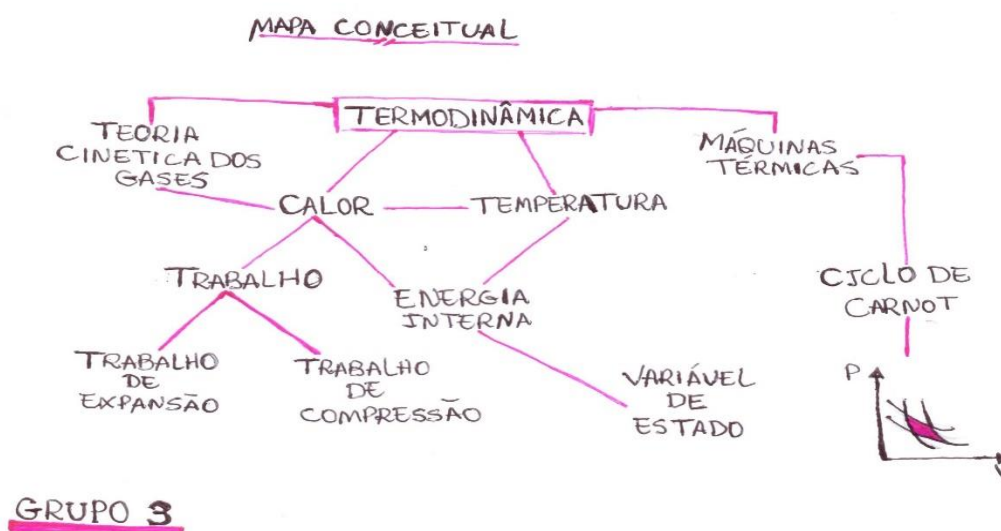 MAPA CONCEITUAL
TERMODINÂMICA
TEORIA
CINETICA DOS
GASES
MÁQUINAS
TÉRMICAS
CALOR
TEMPERATURA
TRABALHO
ENERGIA
INTERNA
CICLO DE
CARNOT
TRABALHO
DE
EXPANSÃO
TRABALHO
DE
COMPRESSÃO
VARIÁVEL
DE
ESTADO
P
V
GRUPO 3